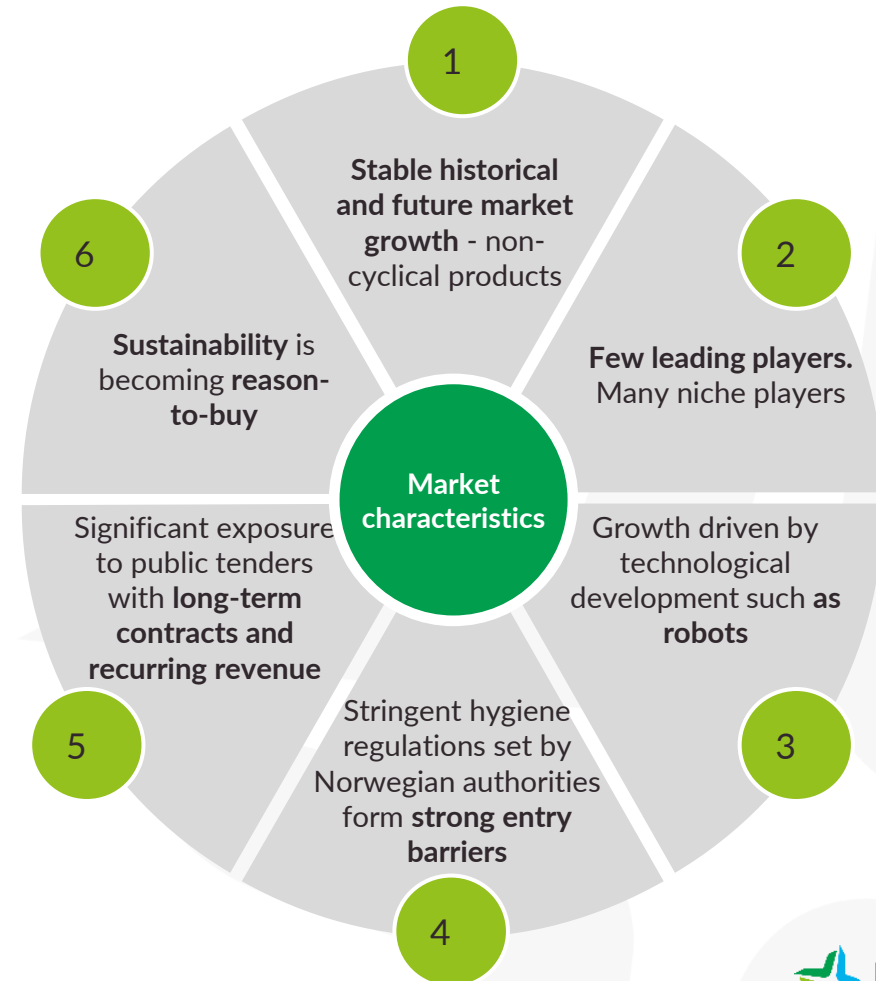 1
Stable historical
and future market
growth - non-
cyclical products
2
Few leading players.
Many niche players
3
Growth driven by
technological
development such as
robots
4
Stringent hygiene
regulations set by
Norwegian authorities
form strong entry
barriers
5
Significant exposure
to public tenders
with long-term
contracts and
recurring revenue
6
Sustainability is
becoming reason-
to-buy
Market
characteristics